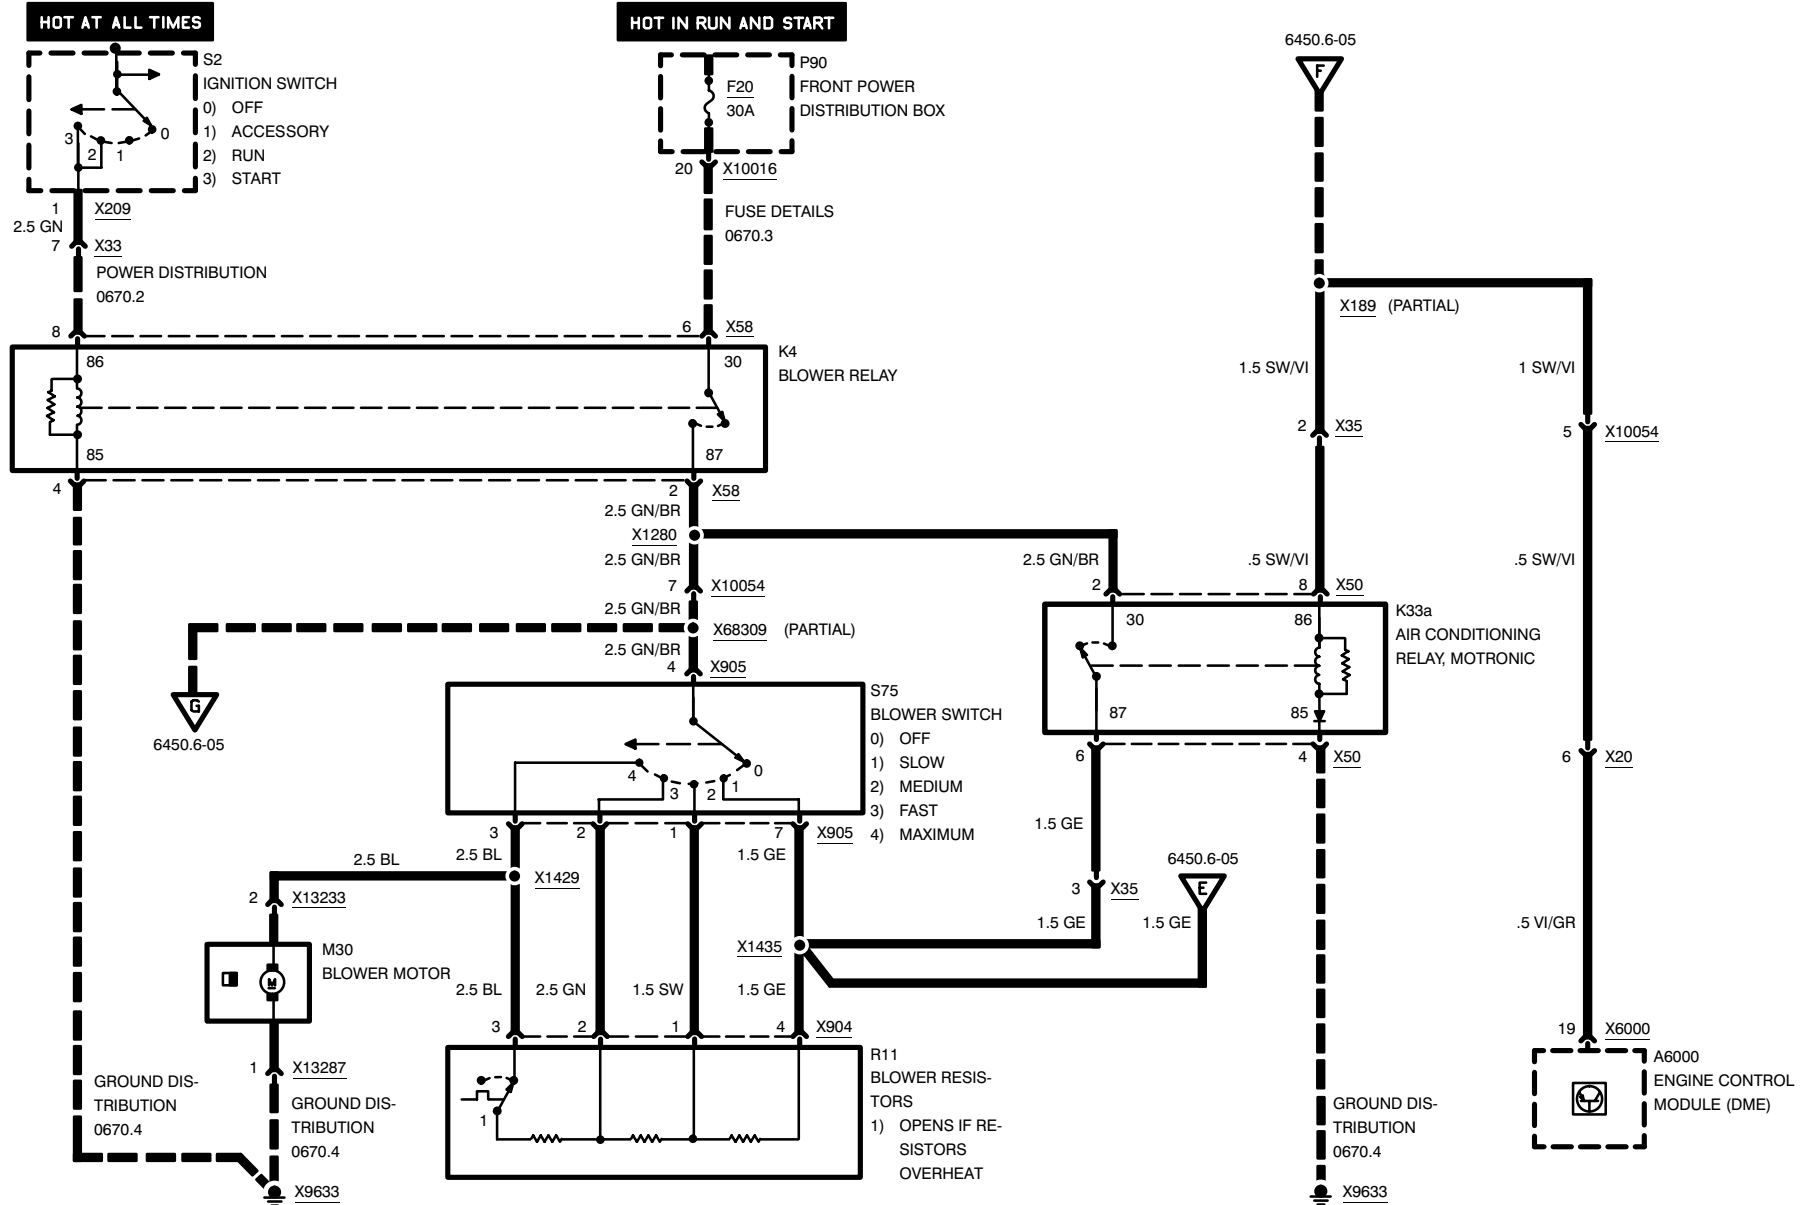 HOT AT ALL TIMES
HOT IN RUN AND START
6450.6-05
F
S2
IGNITION SWITCH
0) OFF
1) ACCESSORY
2) RUN
3) START
3
2
1
0
F20
30A
P90
FRONT POWER
DISTRIBUTION BOX
20 X10016
1 X209
2.5 GN
7 X33
FUSE DETAILS
0670.3
POWER DISTRIBUTION
0670.2
X189 (PARTIAL)
8
6 X58
86
30
K4
BLOWER RELAY
1.5 SW/VI
1 SW/VI
2 X35
5 X10054
85
87
4
2 X58
2.5 GN/BR
X1280
2.5 GN/BR
2.5 GN/BR
.5 SW/VI
.5 SW/VI
7 X10054
2
8 X50
2.5 GN/BR
X68309 (PARTIAL)
2.5 GN/BR
4 X905
30
86
K33a
AIR CONDITIONING
RELAY, MOTRONIC
87
85
G
6450.6-05
S75
BLOWER SWITCH
0) OFF
1) SLOW
2) MEDIUM
3) FAST
4) MAXIMUM
4
3
2
1
0
6
4 X50
6 X20
3
2
1
7 X905
2.5 BL
1.5 GE
1.5 GE
2.5 BL
X1429
6450.6-05
E
2 X13233
3 X35
1.5 GE
1.5 GE
.5 VI/GR
M30
BLOWER MOTOR
M
X1435
2.5 BL
2.5 GN
1.5 SW
1.5 GE
3
2
1
4 X904
19 X6000
R11
BLOWER RESIS-
TORS
1) OPENS IF RE-
SISTORS
OVERHEAT
1
A6000
ENGINE CONTROL
MODULE (DME)
1 X13287
GROUND DIS-
TRIBUTION
0670.4
GROUND DIS-
TRIBUTION
0670.4
GROUND DIS-
TRIBUTION
0670.4
X9633
X9633